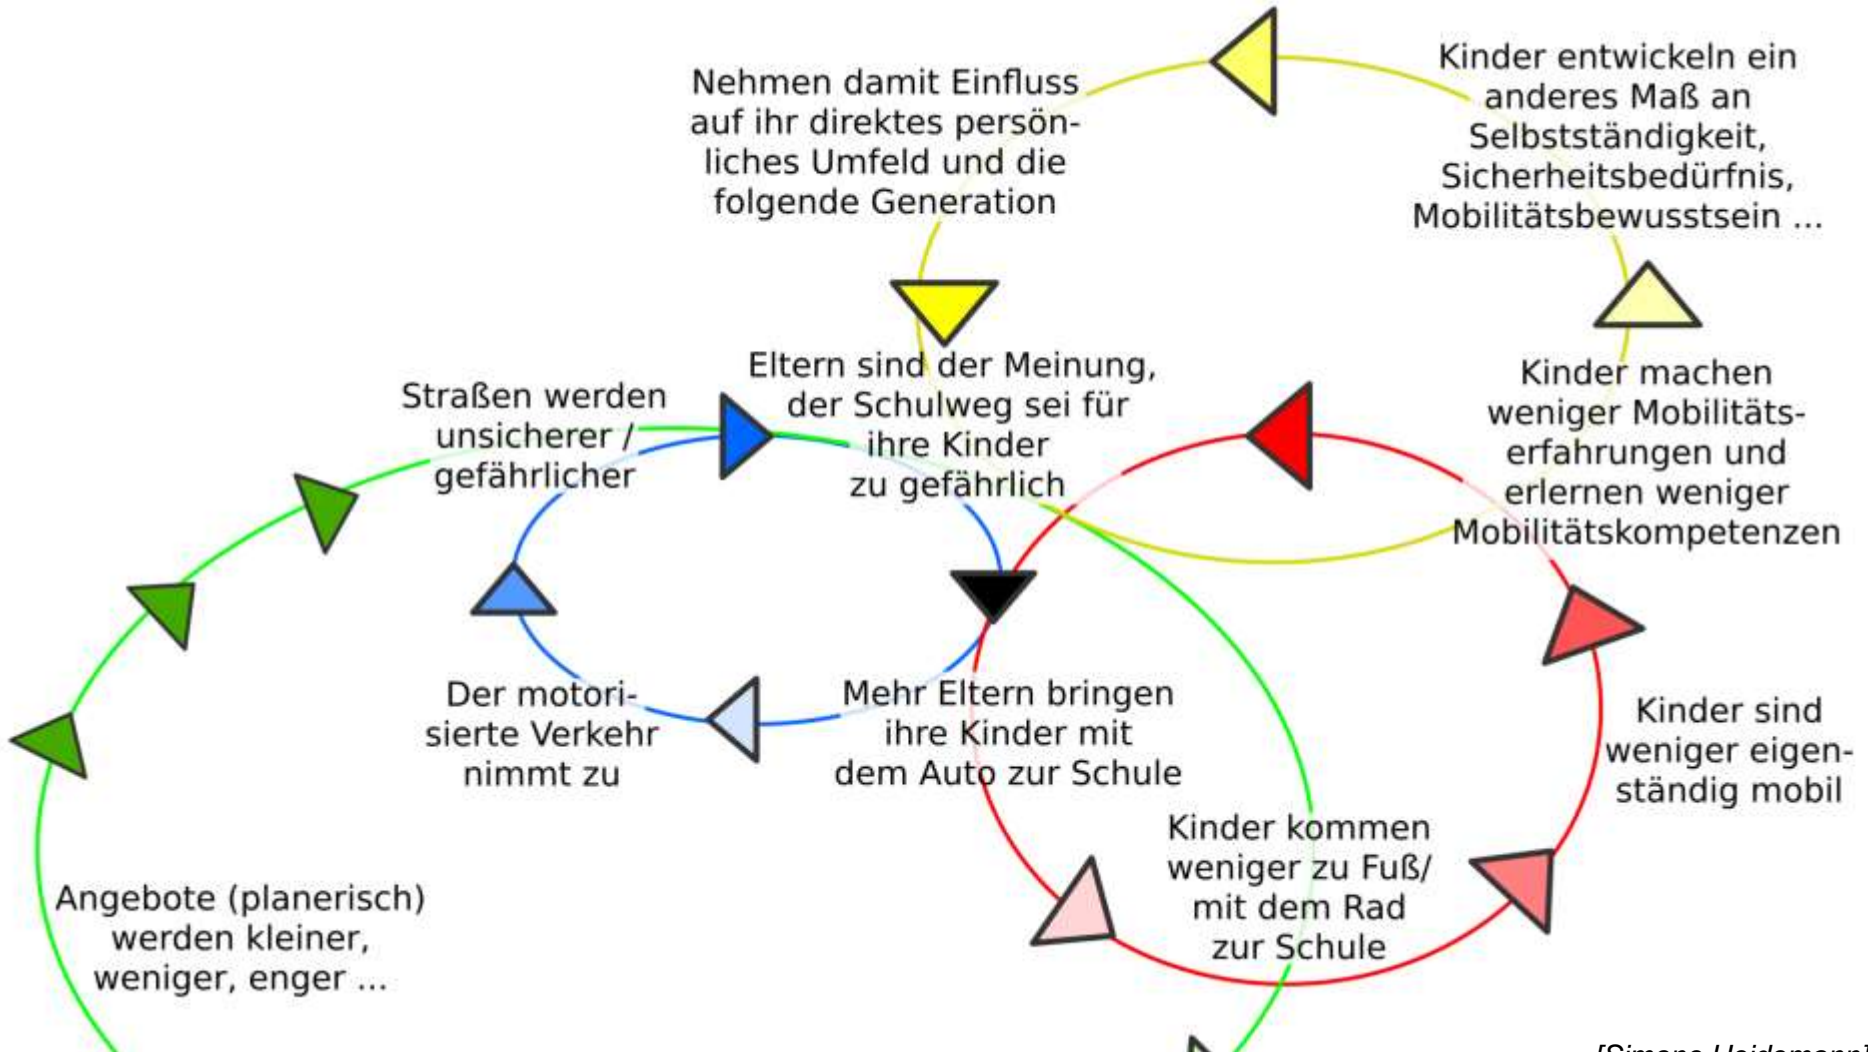 Nehmen damit Einfluss
auf ihr direktes persön-
liches Umfeld und die
folgende Generation
Kinder entwickeln ein
anderes Maß an
Selbstständigkeit,
Sicherheitsbedürfnis,
Mobilitätsbewusstsein ...
Straßen werden
unsicherer /
gefährlicher
Eltern sind der Meinung,
der Schulweg sei für
ihre Kinder
zu gefährlich
Kinder machen
weniger Mobilitäts-
erfahrungen und
erlernen weniger
Mobilitätskompetenzen
Der motori-
sierte Verkehr
nimmt zu
Mehr Eltern bringen
ihre Kinder mit
dem Auto zur Schule
Kinder sind
weniger eigen-
ständig mobil
Kinder kommen
weniger zu Fuß/
mit dem Rad
zur Schule
Angebote (planerisch)
werden kleiner,
weniger, enger ...